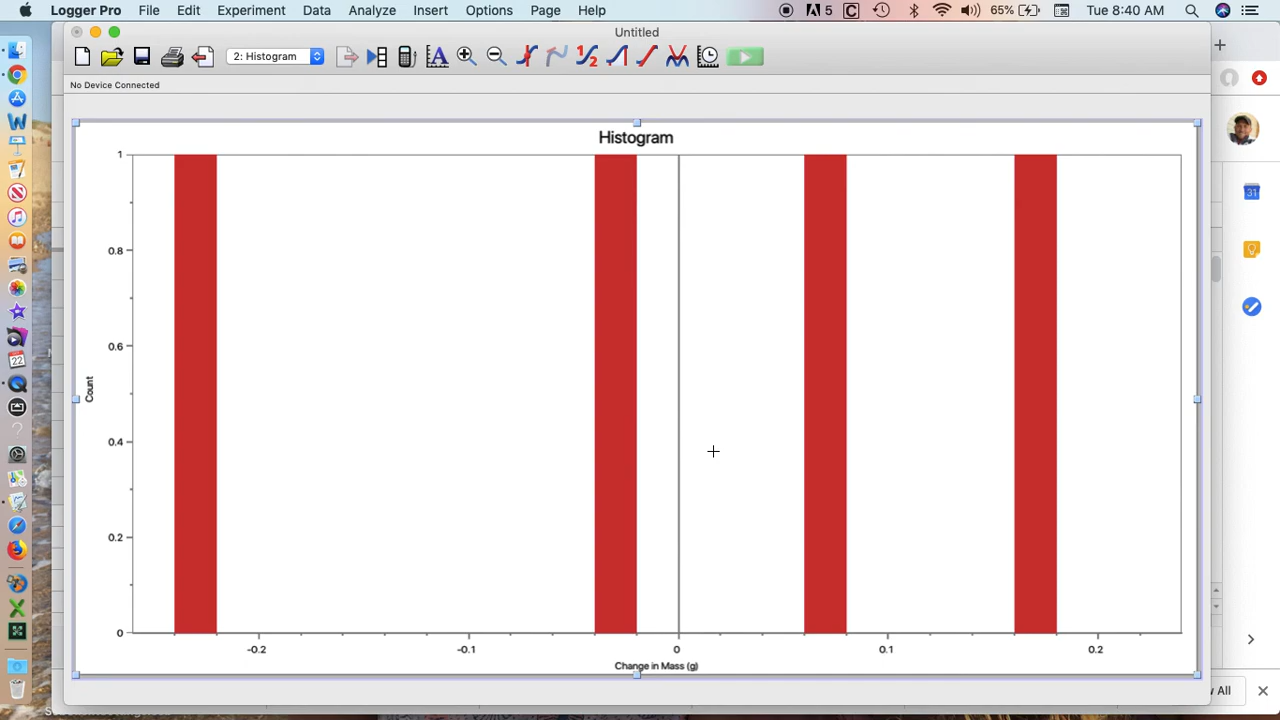 Logger Pro File Edit Experiment Data Analyze Insert Options Page Help 5 65% Tue 8:40 AM
Untitled
2: Histogram
No Device Connected
Histogram
1
0.8
0.6
0.4
0.2
0
Count
-0.2 -0.1 0 0.1 0.2
Change in Mass (g)
31
22
All